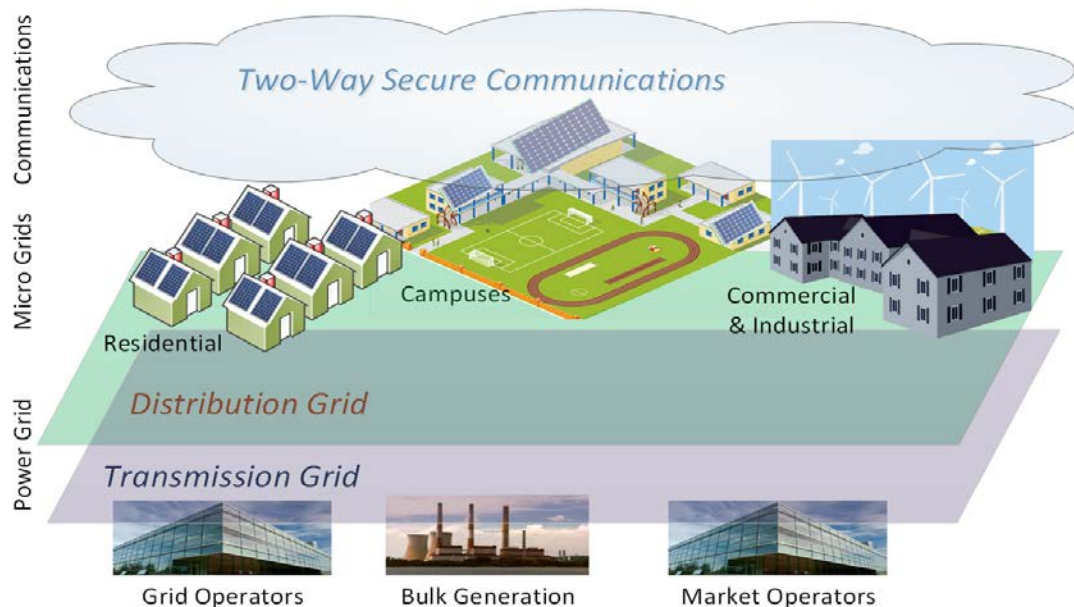 Communications
Two-Way Secure Communications
Micro Grids
Residential
Campuses
Commercial
& Industrial
Power Grid
Distribution Grid
Transmission Grid
Grid Operators
Bulk Generation
Market Operators